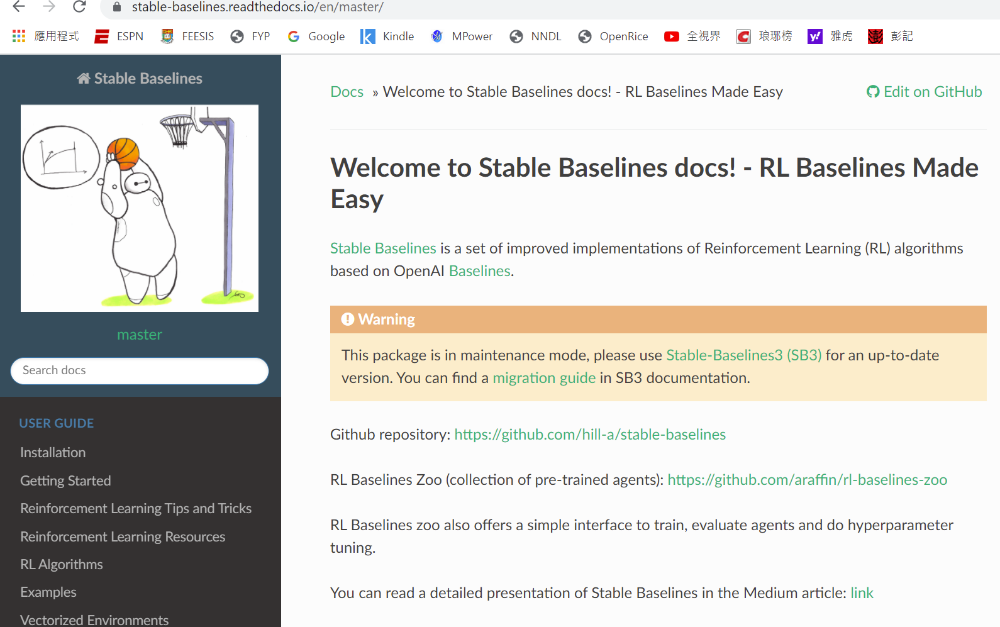 stable-baselines.readthedocs.io/en/master/
應用程式 ESPN FEESIS FYP Google Kindle MPower NNDL OpenRice 全視界 琅琊榜 雅虎 彭記
Stable Baselines
master
Search docs
USER GUIDE
Installation
Getting Started
Reinforcement Learning Tips and Tricks
Reinforcement Learning Resources
RL Algorithms
Examples
Vectorized Environments
Docs » Welcome to Stable Baselines docs! - RL Baselines Made Easy
Edit on GitHub
Welcome to Stable Baselines docs! - RL Baselines Made
Easy
Stable Baselines is a set of improved implementations of Reinforcement Learning (RL) algorithms
based on OpenAI Baselines.
Warning
This package is in maintenance mode, please use Stable-Baselines3 (SB3) for an up-to-date
version. You can find a migration guide in SB3 documentation.
Github repository: https://github.com/hill-a/stable-baselines
RL Baselines Zoo (collection of pre-trained agents): https://github.com/araffin/rl-baselines-zoo
RL Baselines zoo also offers a simple interface to train, evaluate agents and do hyperparameter
tuning.
You can read a detailed presentation of Stable Baselines in the Medium article: link